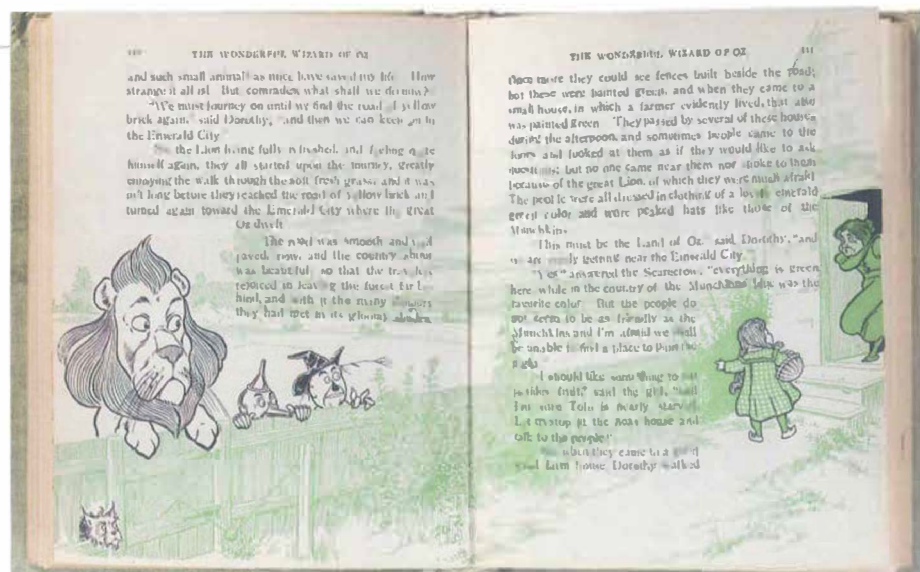 110 THE WONDERFUL WIZARD OF OZ
and such small animals as mice have saved my life. How
strange it all is! But comrades, what shall we do now?"
"We must journey on until we find the road of yellow
brick again," said Dorothy, "and then we can keep on to
the Emerald City."
the Lion being fully refreshed, and feeling quite
himself again, they all started upon the journey, greatly
enjoying the walk through the soft, fresh grass; and it was
not long before they reached the road of yellow brick and
turned again toward the Emerald City where the great
Oz dwelt.
The road was smooth and well
paved, now, and the country about
was beautiful; so that the travelers
rejoiced in leaving the forest far be-
hind, and with it the many dangers
they had met in its gloomy shades.
THE WONDERFUL WIZARD OF OZ 111
Once more they could see fences built beside the road;
but these were painted green, and when they came to a
small house, in which a farmer evidently lived, that also
was painted green. They passed by several of these houses
during the afternoon, and sometimes people came to the
doors and looked at them as if they would like to ask
questions; but no one came near them nor spoke to them
because of the great Lion, of which they were much afraid.
The people were all dressed in clothing of a lovely emerald
green color and wore peaked hats like those of the
Munchkins.
"This must be the Land of Oz," said Dorothy, "and
we are surely getting near the Emerald City."
"Yes," answered the Scarecrow, "everything is green
here, while in the country of the Munchkins blue was the
favorite color. But the people do
not seem to be as friendly as the
Munchkins and I'm afraid we shall
be unable to find a place to pass the
night."
"I should like something to eat
besides fruit," said the girl, "and
I'm sure Toto is nearly starved.
Let us stop at the next house and
talk to the people."
when they came to a good
sized farm house, Dorothy walked